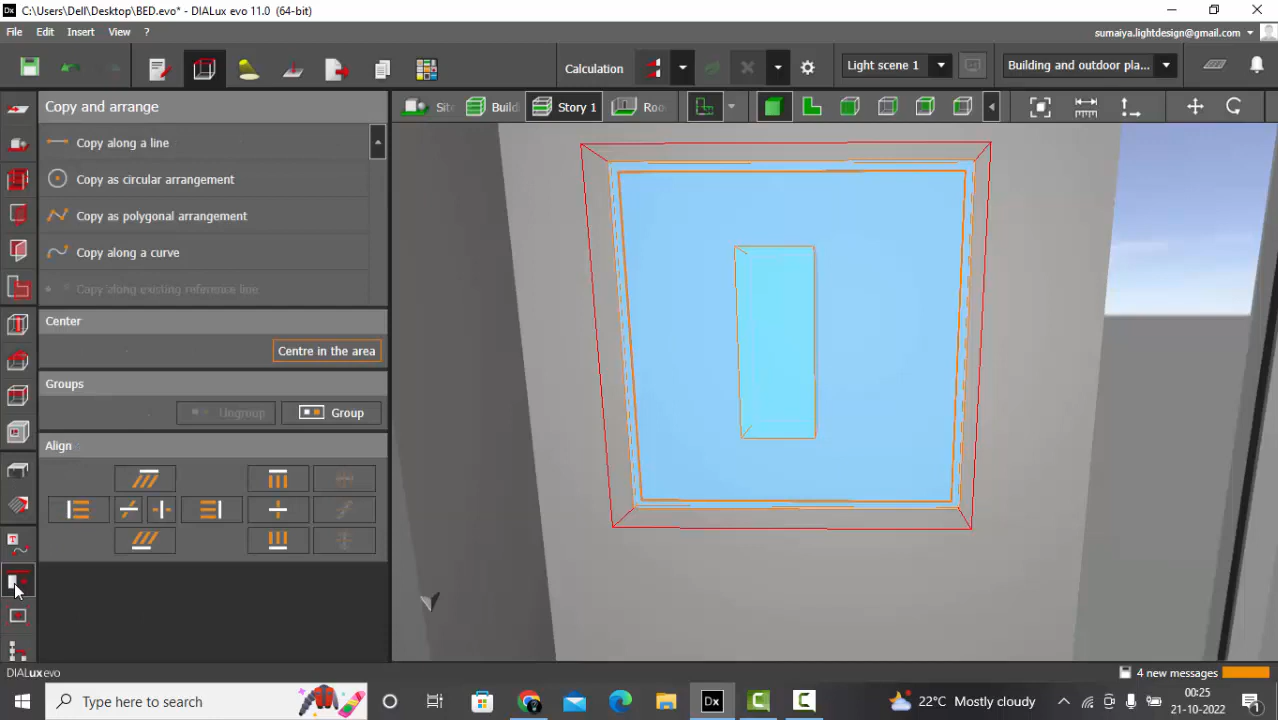 C:\Users\Dell\Desktop\BED.evo* - DIALux evo 11.0 (64-bit)
File Edit Insert View ?
sumaiya.lightdesign@gmail.com
Calculation
Light scene 1
Building and outdoor pla...
Copy and arrange
Sit
Build
Story 1
Roo
Copy along a line
Copy as circular arrangement
Copy as polygonal arrangement
Copy along a curve
Copy along existing reference line
Center
Centre in the area
Groups
Ungroup
Group
Align
DIALux evo
4 new messages
Type here to search
22°C Mostly cloudy
00:25
21-10-2022